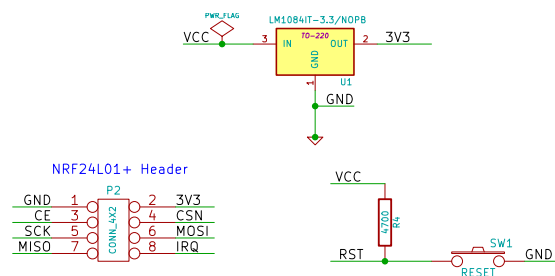 PWR_FLAG
LM1084IT-3.3/NOPB
TO-220
VCC 3 IN OUT 2 3V3
GND
1 U1
GND
NRF24L01+ Header
P2
GND 1 2 3V3
CE 3 4 CSN
SCK 5 6 MOSI
MISO 7 8 IRQ
CONN_4X2
VCC
4700 R4
RST SW1 GND
RESET